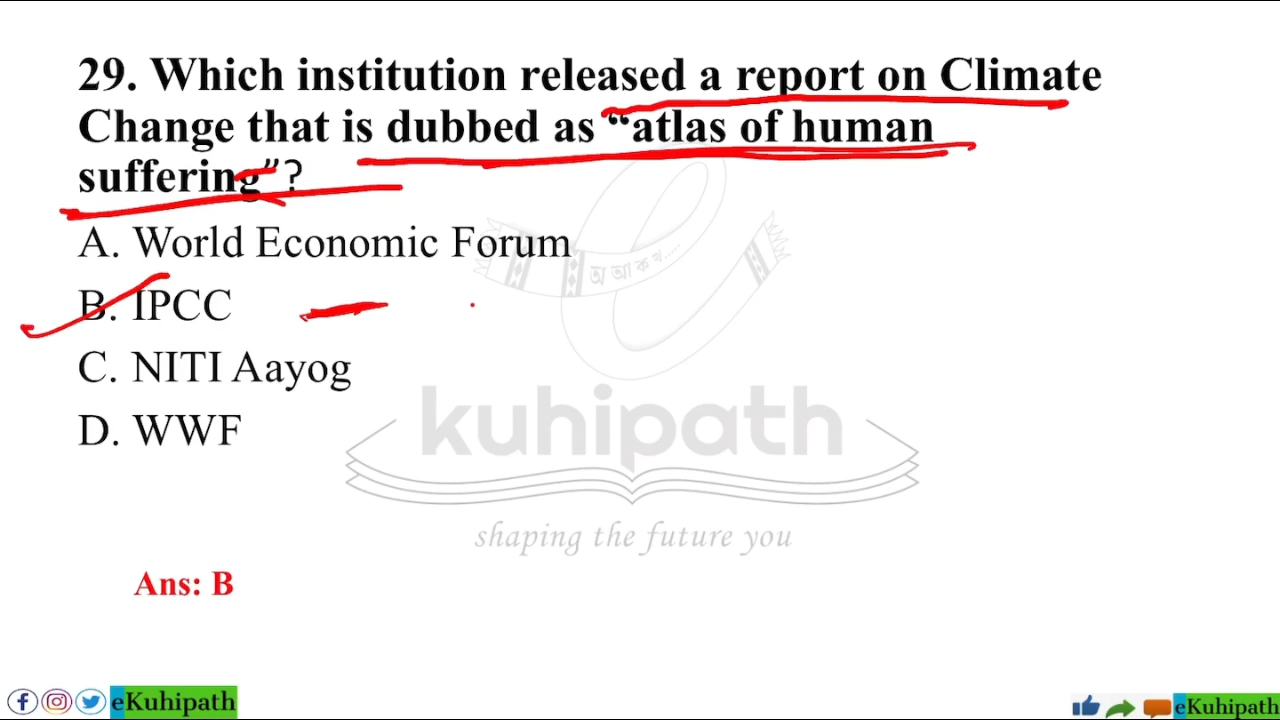 29. Which institution released a report on Climate
Change that is dubbed as “atlas of human
suffering”?
A. World Economic Forum
অ আ ক খ.....
B. IPCC
C. NITI Aayog
kuhipath
D. WWF
shaping the future you
Ans: B
eKuhipath
eKuhipath